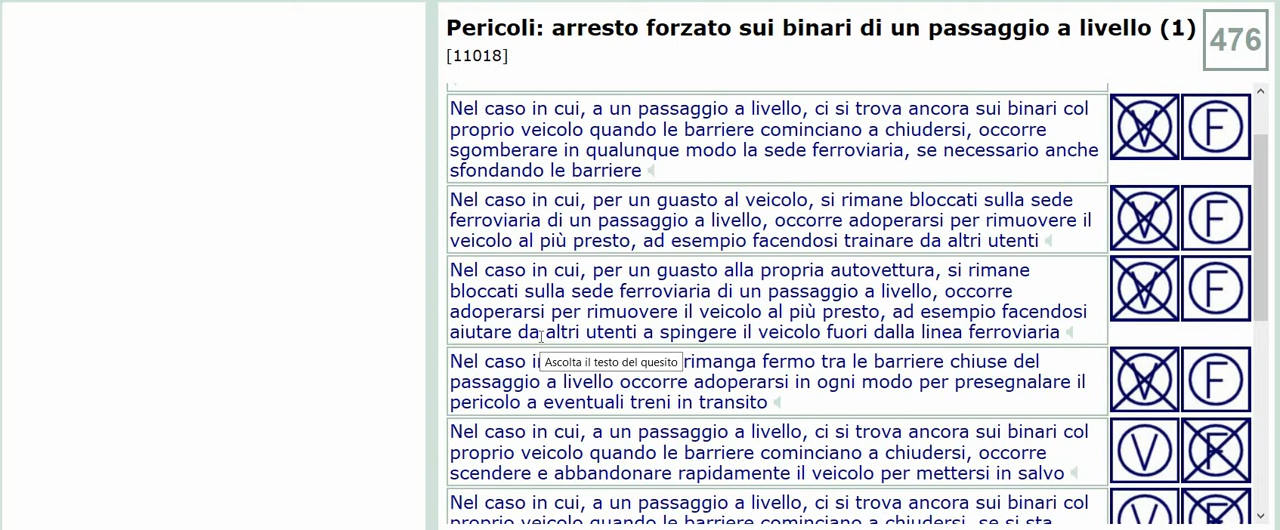 Pericoli: arresto forzato sui binari di un passaggio a livello (1)
476
[11018]
Nel caso in cui, a un passaggio a livello, ci si trova ancora sui binari col
proprio veicolo quando le barriere cominciano a chiudersi, occorre
sgomberare in qualunque modo la sede ferroviaria, se necessario anche
sfondando le barriere
V F
Nel caso in cui, per un guasto al veicolo, si rimane bloccati sulla sede
ferroviaria di un passaggio a livello, occorre adoperarsi per rimuovere il
veicolo al più presto, ad esempio facendosi trainare da altri utenti
V F
Nel caso in cui, per un guasto alla propria autovettura, si rimane
bloccati sulla sede ferroviaria di un passaggio a livello, occorre
adoperarsi per rimuovere il veicolo al più presto, ad esempio facendosi
aiutare da altri utenti a spingere il veicolo fuori dalla linea ferroviaria
V F
Nel caso rimanga fermo tra le barriere chiuse del
Ascolta il testo del quesito
passaggio a livello occorre adoperarsi in ogni modo per presegnalare il
pericolo a eventuali treni in transito
V F
Nel caso in cui, a un passaggio a livello, ci si trova ancora sui binari col
proprio veicolo quando le barriere cominciano a chiudersi, occorre
scendere e abbandonare rapidamente il veicolo per mettersi in salvo
V F
Nel caso in cui, a un passaggio a livello, ci si trova ancora sui binari col
proprio veicolo quando le barriere cominciano a chiudersi, se si sta
V F